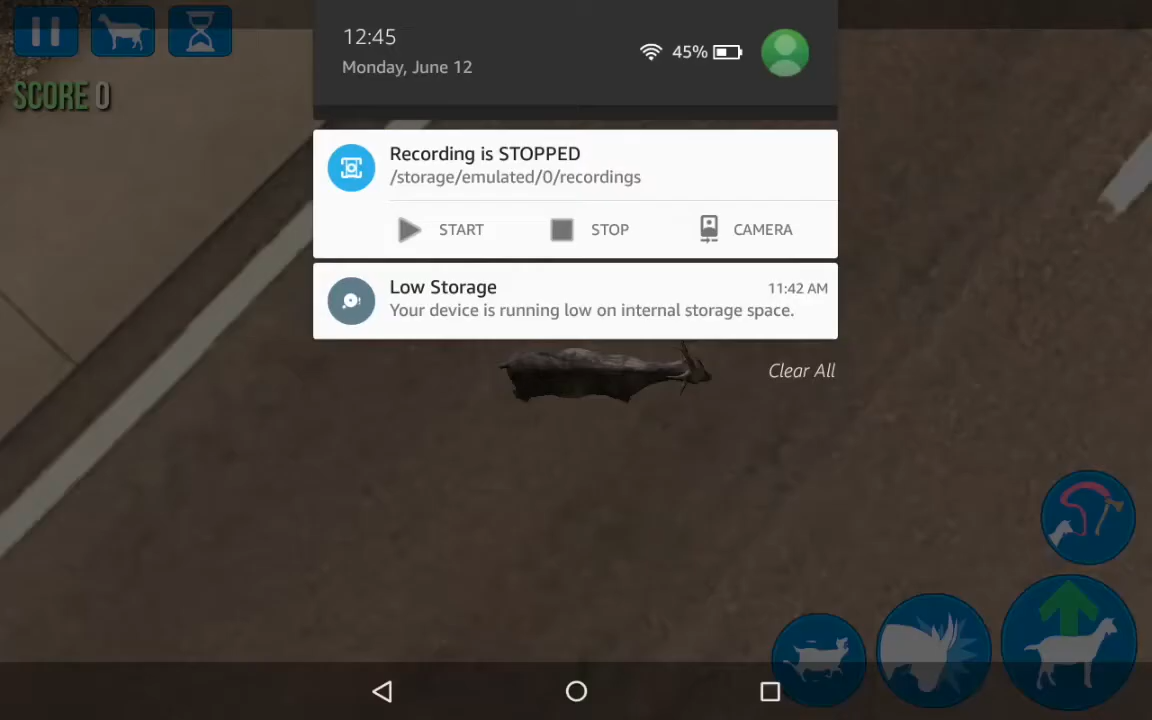 12:45
45%
Monday, June 12
SCORE 0
Recording is STOPPED
/storage/emulated/0/recordings
START STOP CAMERA
Low Storage 11:42 AM
Your device is running low on internal storage space.
Clear All